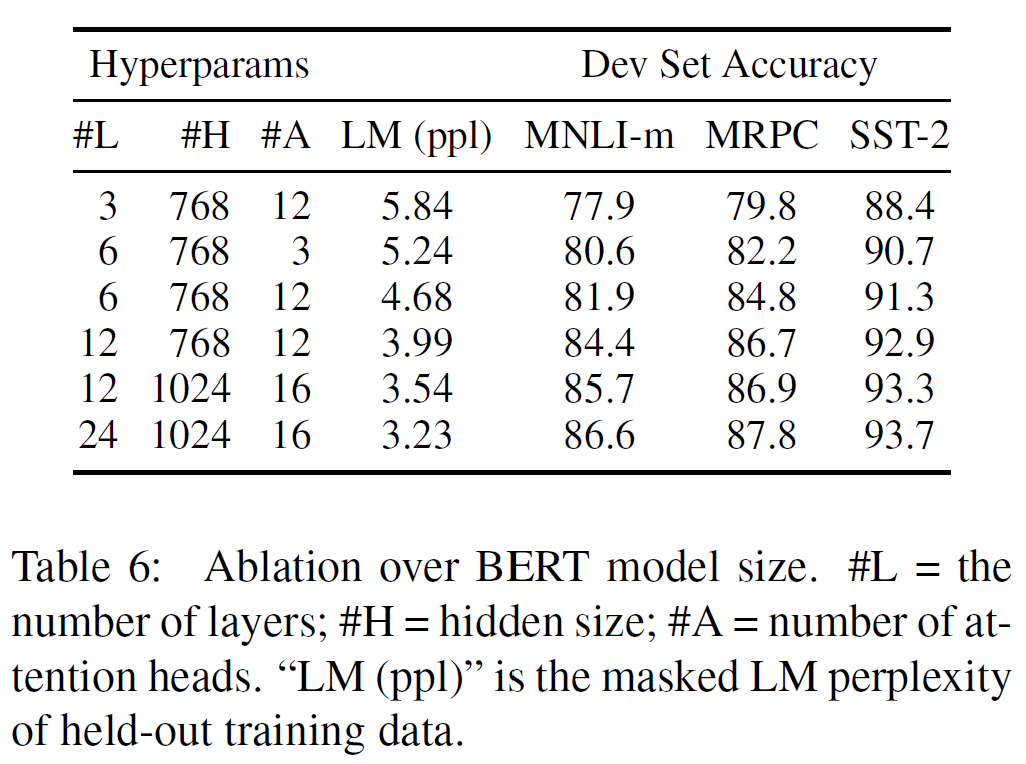 Hyperparams Dev Set Accuracy
#L #H #A LM (ppl) MNLI-m MRPC SST-2
3 768 12 5.84 77.9 79.8 88.4
6 768 3 5.24 80.6 82.2 90.7
6 768 12 4.68 81.9 84.8 91.3
12 768 12 3.99 84.4 86.7 92.9
12 1024 16 3.54 85.7 86.9 93.3
24 1024 16 3.23 86.6 87.8 93.7
Table 6: Ablation over BERT model size. #L = the
number of layers; #H = hidden size; #A = number of at-
tention heads. “LM (ppl)” is the masked LM perplexity
of held-out training data.